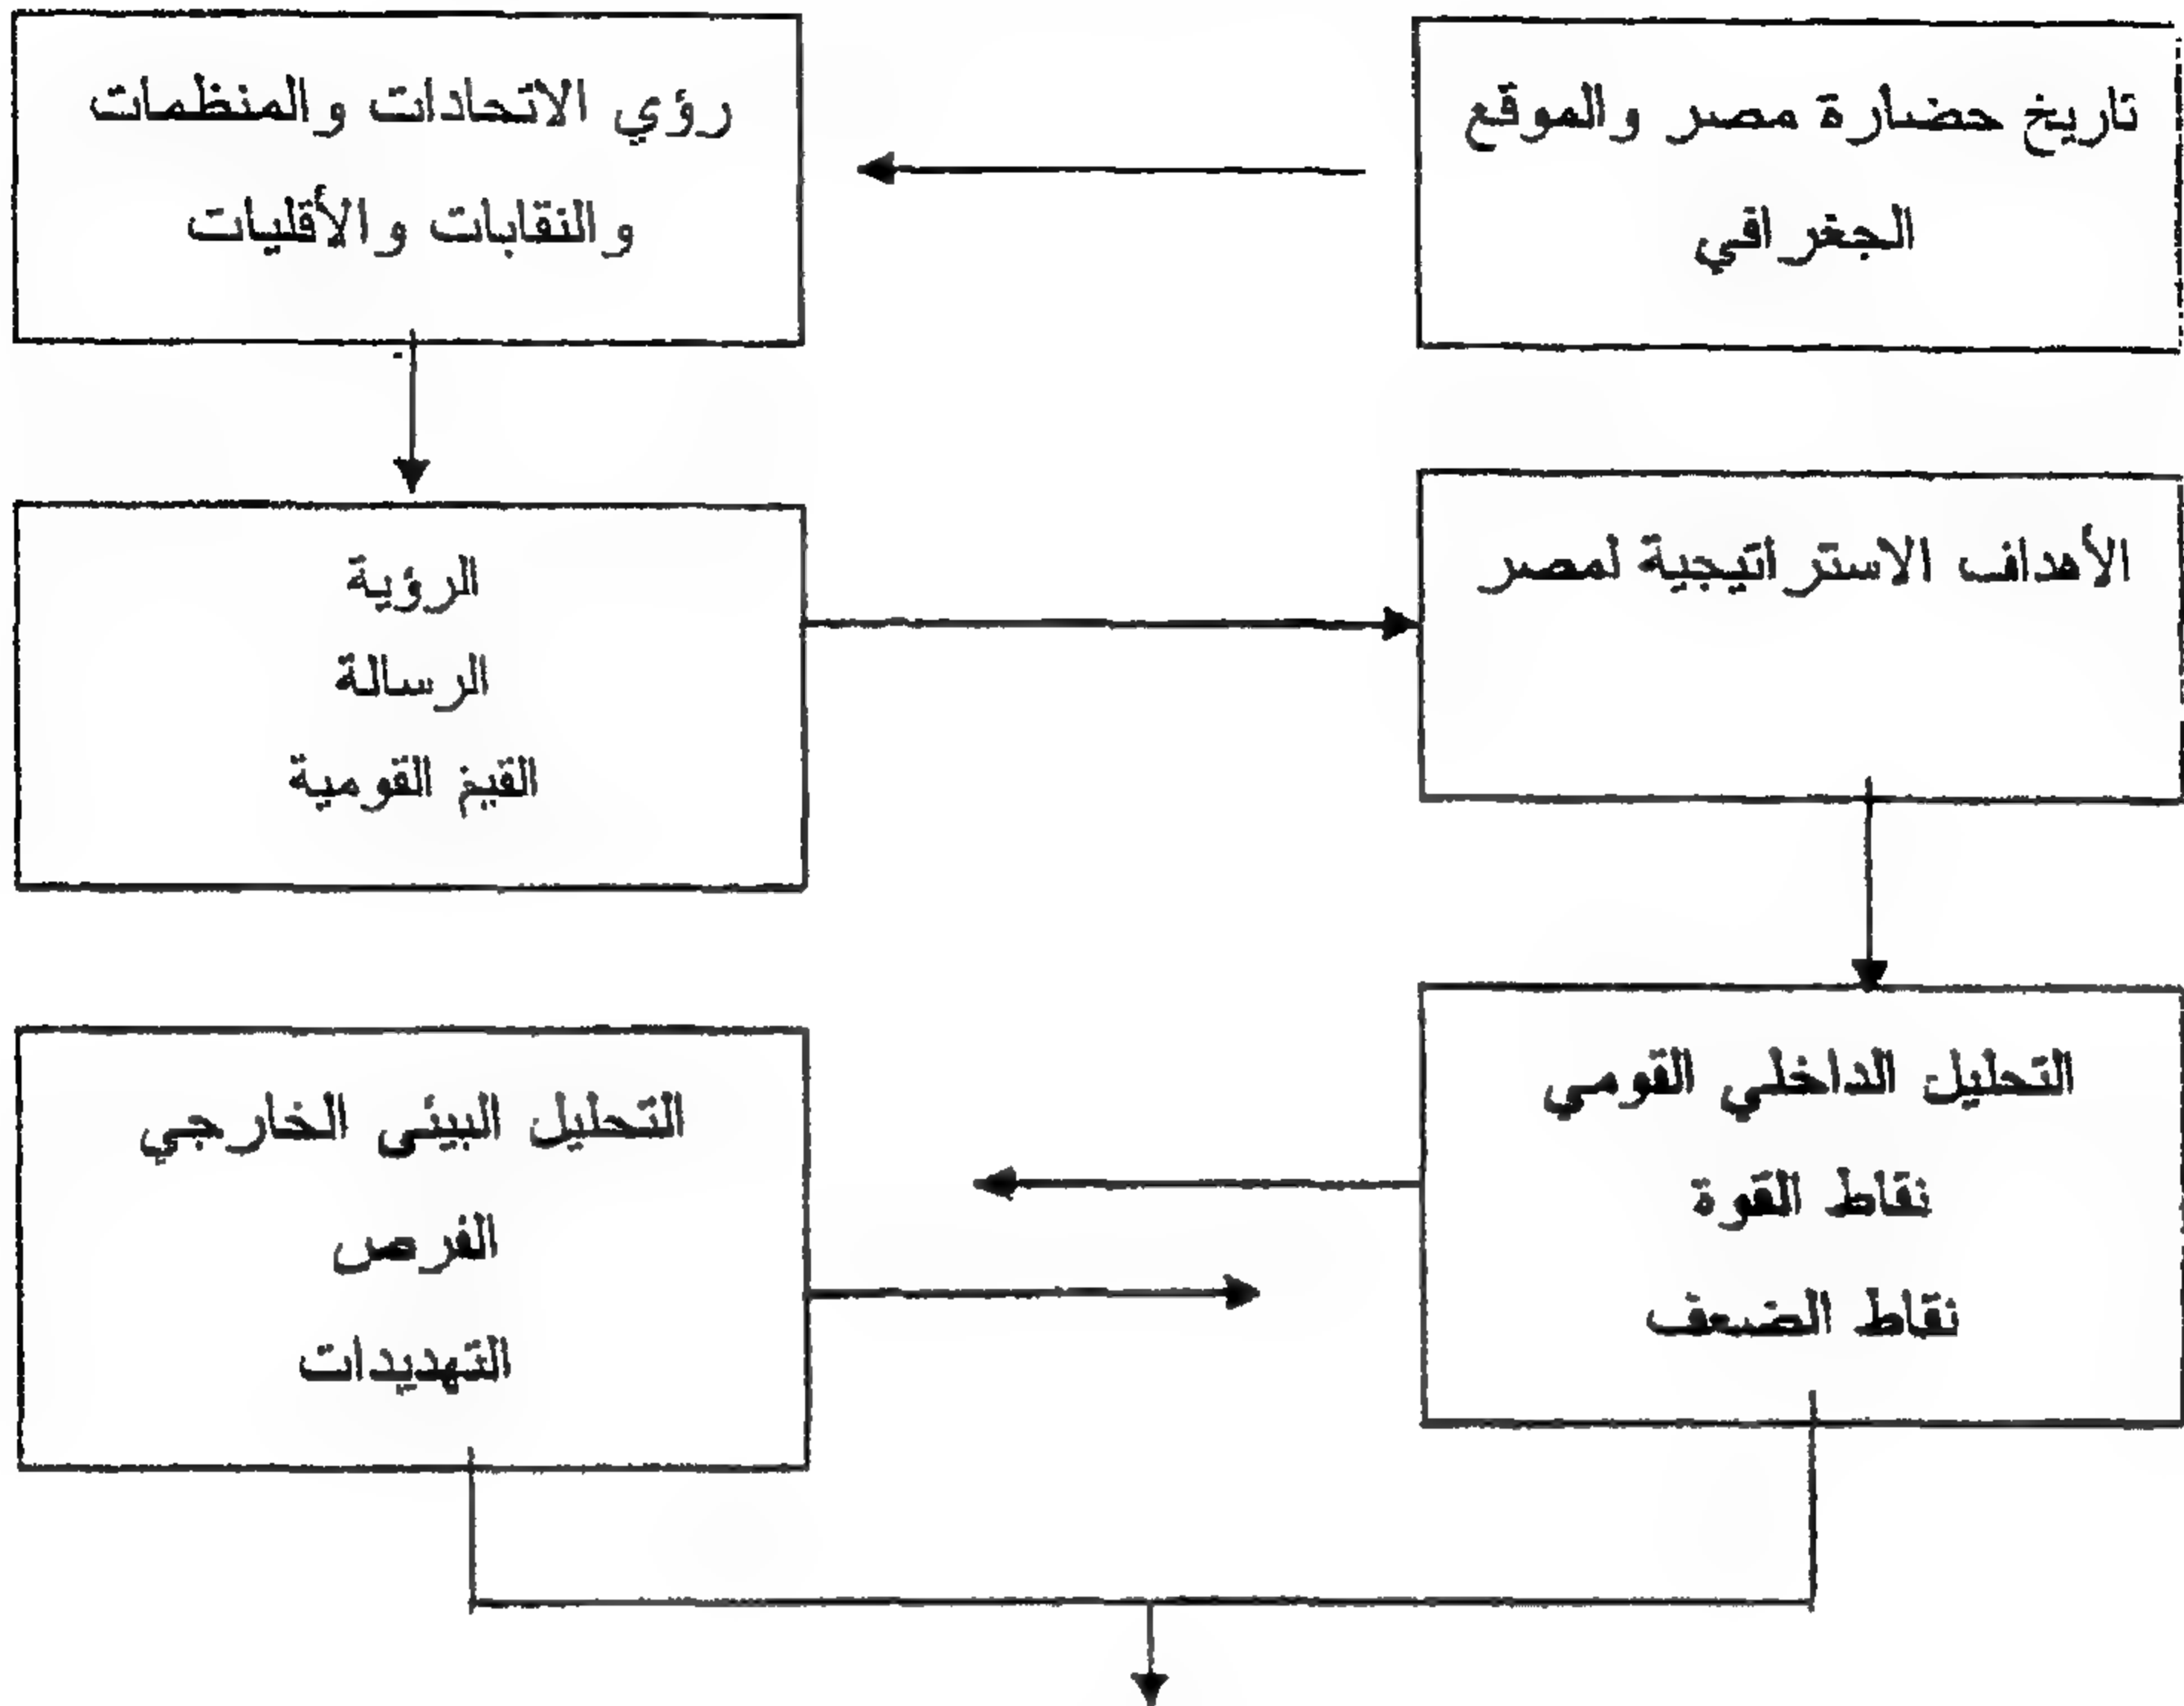 تاريخ حضارة مصر والموقع
الجغرافي
رؤي الاتحادات والمنظمات
والنقابات والأقليات
الرؤية
الرسالة
القيم القومية
الأهداف الاستراتيجية لمصر
التحليل الداخلي القومي
نقاط القوة
نقاط الضعف
التحليل البيئى الخارجي
الفرص
التهديدات